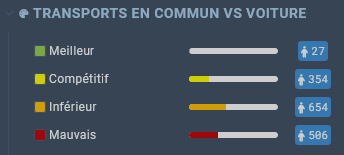 TRANSPORTS EN COMMUN VS VOITURE
Meilleur 27
Compétitif 354
Inférieur 654
Mauvais 506